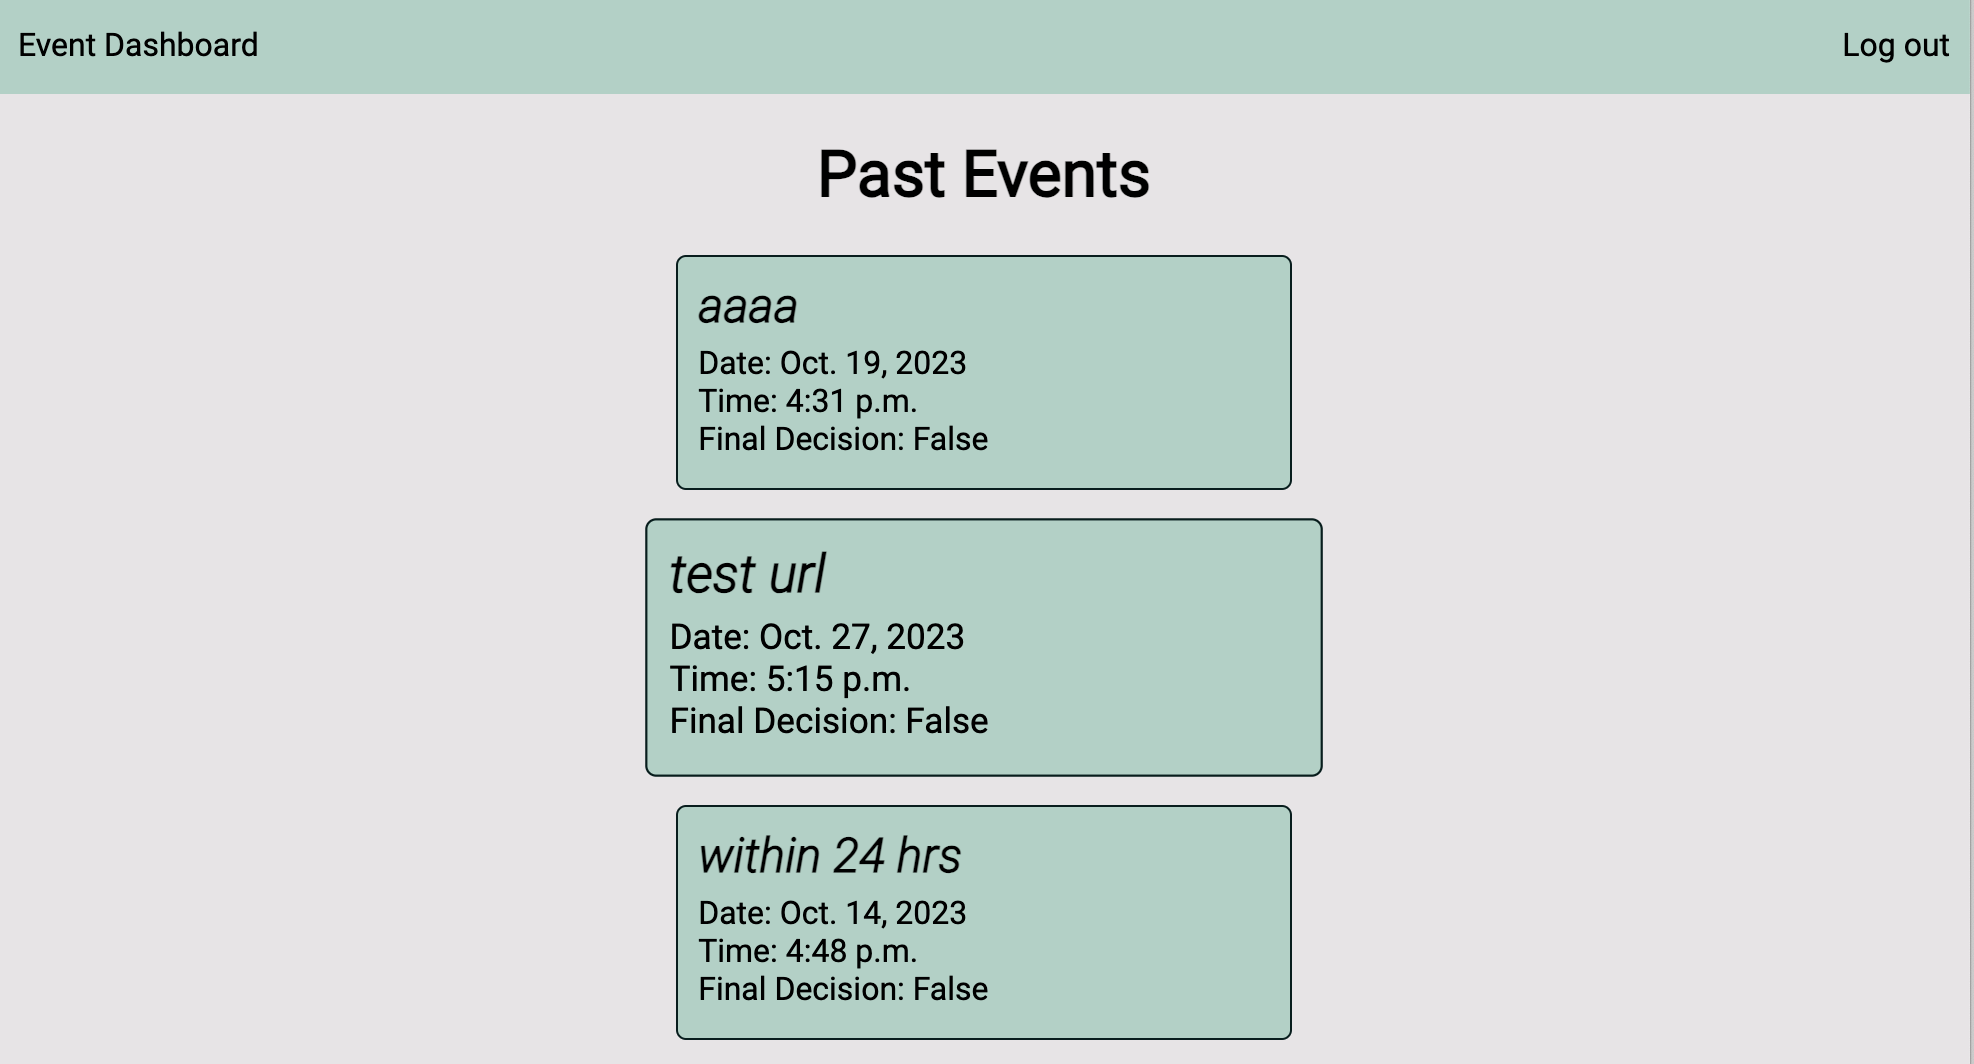 Event Dashboard
Log out
Past Events
aaaa
Date: Oct. 19, 2023
Time: 4:31 p.m.
Final Decision: False
test url
Date: Oct. 27, 2023
Time: 5:15 p.m.
Final Decision: False
within 24 hrs
Date: Oct. 14, 2023
Time: 4:48 p.m.
Final Decision: False